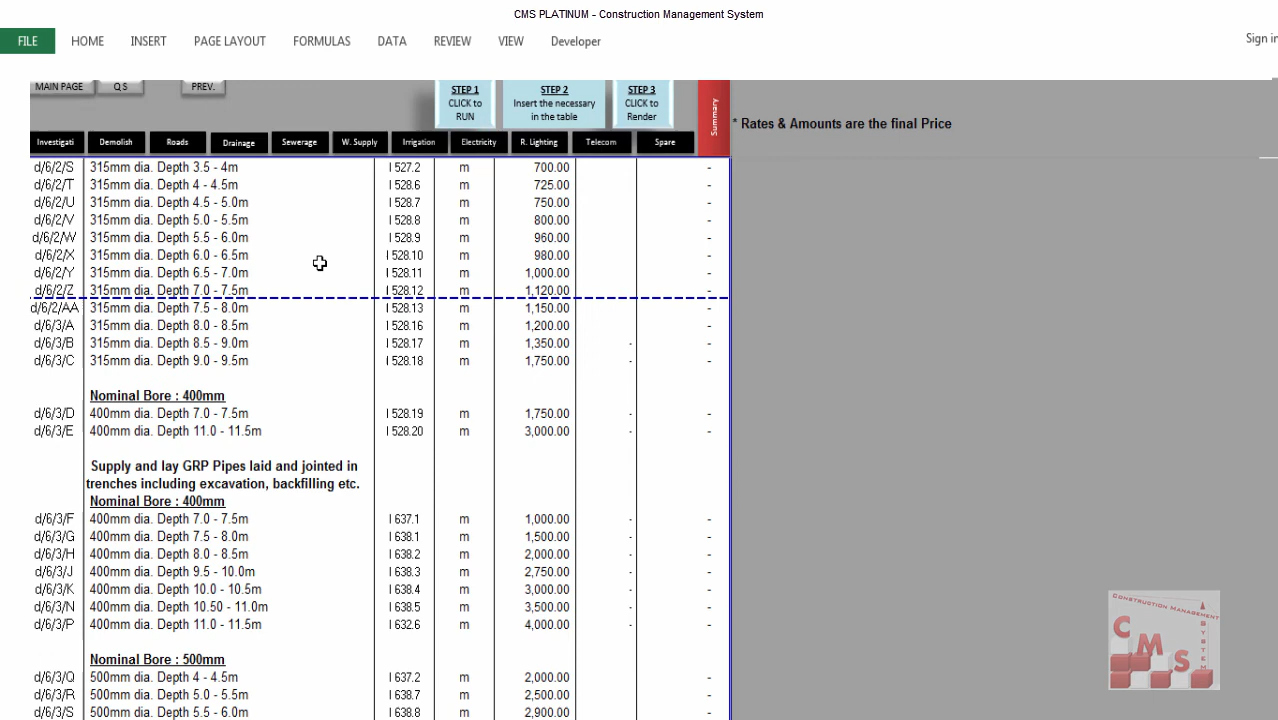 CMS PLATINUM - Construction Management System
FILE HOME INSERT PAGE LAYOUT FORMULAS DATA REVIEW VIEW Developer Sign in
MAIN PAGE Q S PREV.
STEP 1 CLICK to RUN
STEP 2 Insert the necessary in the table
STEP 3 CLICK to Render
Summary
* Rates & Amounts are the final Price
Investigati Demolish Roads Drainage Sewerage W. Supply Irrigation Electricity R. Lighting Telecom Spare
d/6/2/S 315mm dia. Depth 3.5 - 4m I 527.2 m 700.00 -
d/6/2/T 315mm dia. Depth 4 - 4.5m I 528.6 m 725.00 -
d/6/2/U 315mm dia. Depth 4.5 - 5.0m I 528.7 m 750.00 -
d/6/2/V 315mm dia. Depth 5.0 - 5.5m I 528.8 m 800.00 -
d/6/2/W 315mm dia. Depth 5.5 - 6.0m I 528.9 m 960.00 -
d/6/2/X 315mm dia. Depth 6.0 - 6.5m I 528.10 m 980.00 -
d/6/2/Y 315mm dia. Depth 6.5 - 7.0m I 528.11 m 1,000.00 -
d/6/2/Z 315mm dia. Depth 7.0 - 7.5m I 528.12 m 1,120.00 -
d/6/2/AA 315mm dia. Depth 7.5 - 8.0m I 528.13 m 1,150.00 -
d/6/3/A 315mm dia. Depth 8.0 - 8.5m I 528.16 m 1,200.00 -
d/6/3/B 315mm dia. Depth 8.5 - 9.0m I 528.17 m 1,350.00 - -
d/6/3/C 315mm dia. Depth 9.0 - 9.5m I 528.18 m 1,750.00 - -
Nominal Bore : 400mm
d/6/3/D 400mm dia. Depth 7.0 - 7.5m I 528.19 m 1,750.00 - -
d/6/3/E 400mm dia. Depth 11.0 - 11.5m I 528.20 m 3,000.00 - -
Supply and lay GRP Pipes laid and jointed in
trenches including excavation, backfilling etc.
Nominal Bore : 400mm
d/6/3/F 400mm dia. Depth 7.0 - 7.5m I 637.1 m 1,000.00 - -
d/6/3/G 400mm dia. Depth 7.5 - 8.0m I 638.1 m 1,500.00 - -
d/6/3/H 400mm dia. Depth 8.0 - 8.5m I 638.2 m 2,000.00 - -
d/6/3/J 400mm dia. Depth 9.5 - 10.0m I 638.3 m 2,750.00 - -
d/6/3/K 400mm dia. Depth 10.0 - 10.5m I 638.4 m 3,000.00 - -
d/6/3/N 400mm dia. Depth 10.50 - 11.0m I 638.5 m 3,500.00 - -
d/6/3/P 400mm dia. Depth 11.0 - 11.5m I 632.6 m 4,000.00 - -
Nominal Bore : 500mm
d/6/3/Q 500mm dia. Depth 4 - 4.5m I 637.2 m 2,000.00 -
d/6/3/R 500mm dia. Depth 5.0 - 5.5m I 638.7 m 2,500.00 -
d/6/3/S 500mm dia. Depth 5.5 - 6.0m I 638.8 m 2,900.00 -
CONSTRUCTION MANAGEMENT
SYSTEM
CMS